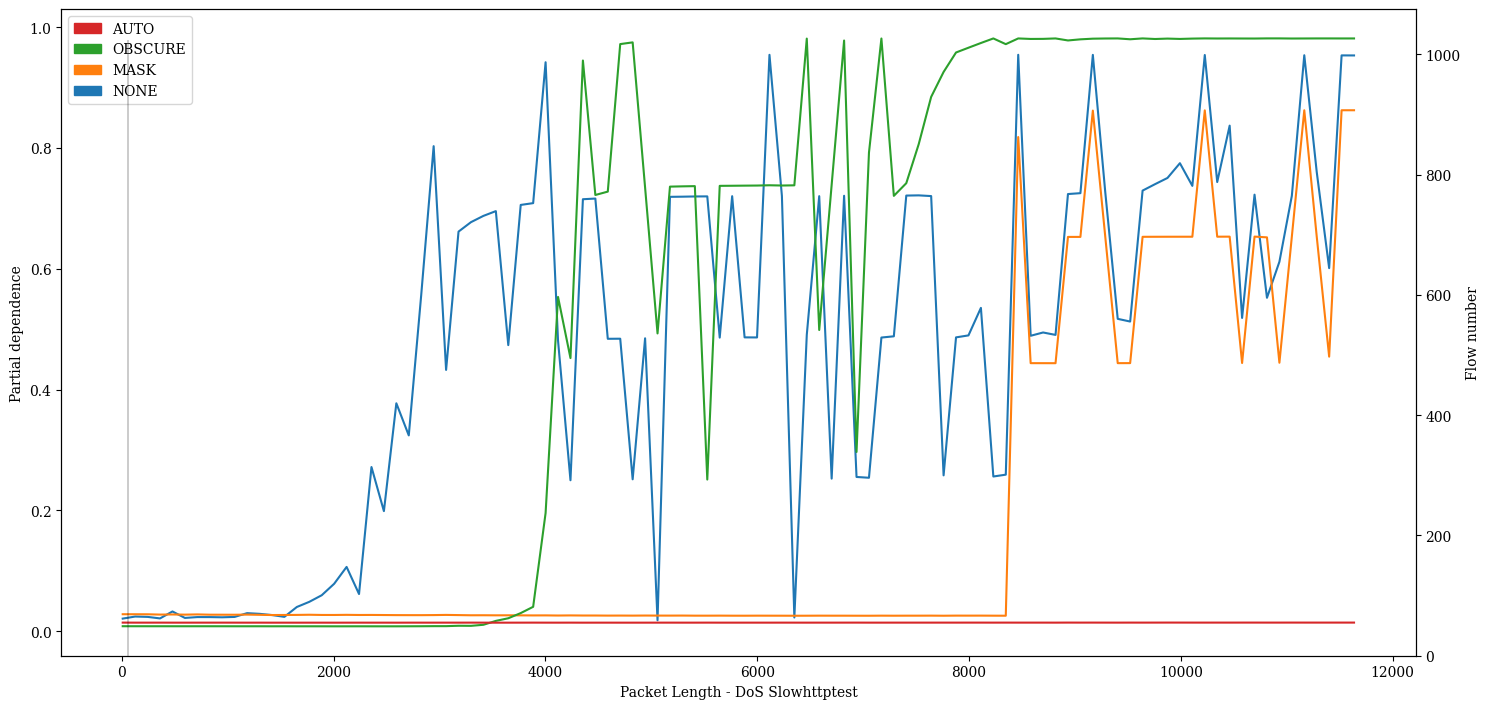 AUTO
OBSCURE
MASK
NONE
1.0
0.8
0.6
0.4
0.2
0.0
Partial dependence
1000
800
600
400
200
0
Flow number
0
2000
4000
6000
8000
10000
12000
Packet Length - DoS Slowhttptest